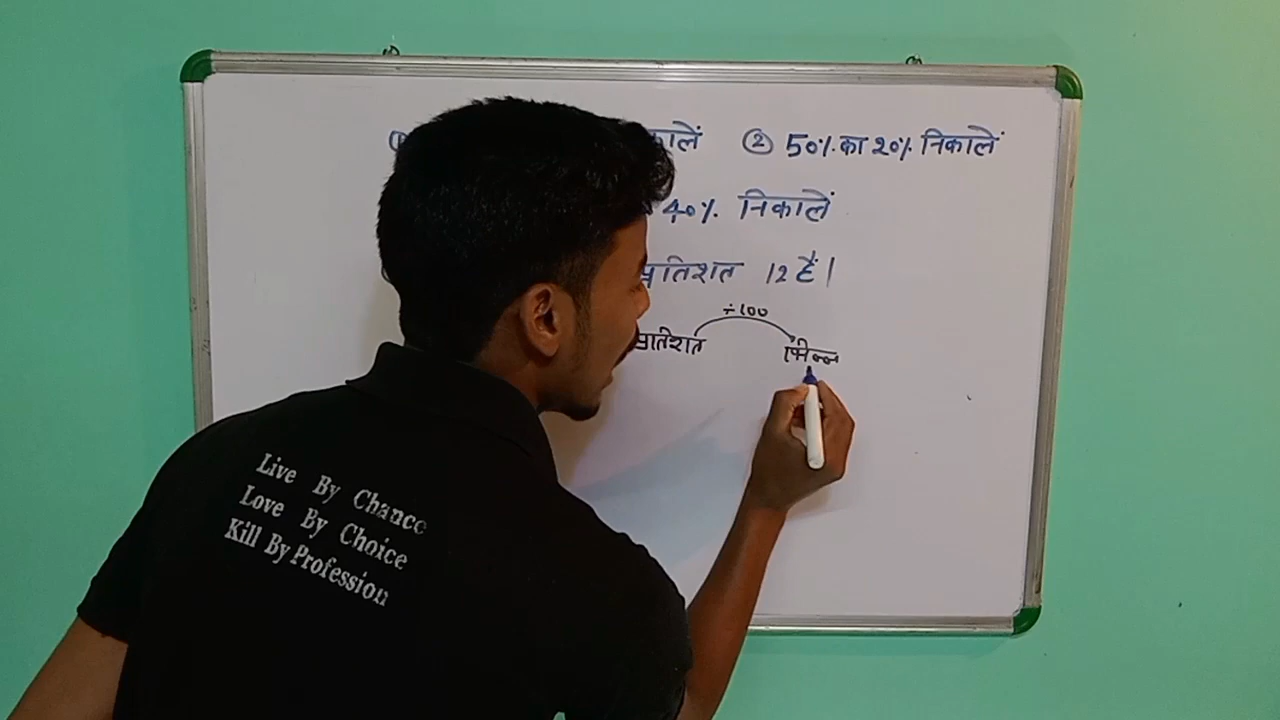 कालें ② 50% का 20% निकालें
40% निकालें
प्रतिशत 12 है।
÷100
प्रतिशत भिन्न
Live By Chance
Love By Choice
Kill By Profession